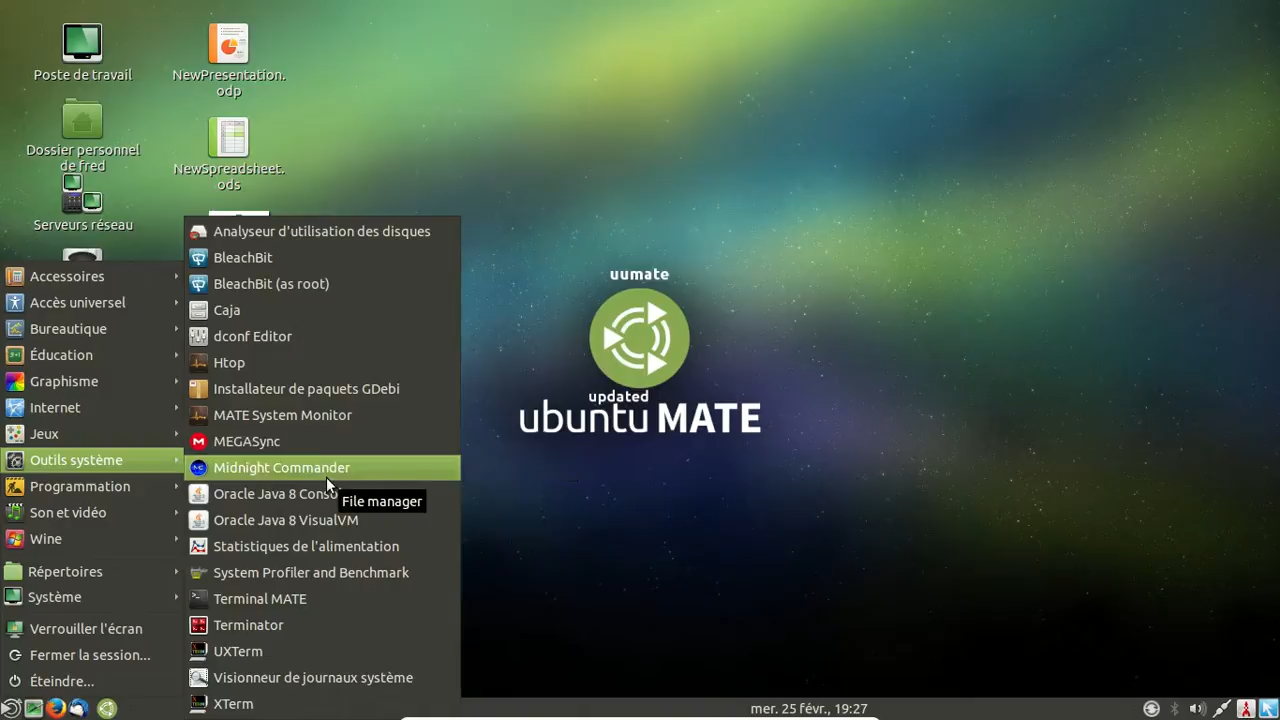 Poste de travail
NewPresentation.
odp
Dossier personnel
de fred
NewSpreadsheet.
ods
Serveurs réseau
Accessoires
Accès universel
Bureautique
Éducation
Graphisme
Internet
Jeux
Outils système
Programmation
Son et vidéo
Wine
Répertoires
Système
Verrouiller l'écran
Fermer la session...
Éteindre...
Analyseur d'utilisation des disques
BleachBit
BleachBit (as root)
Caja
dconf Editor
Htop
Installateur de paquets GDebi
MATE System Monitor
MEGASync
Midnight Commander
Oracle Java 8
File manager
Oracle Java 8 VisualVM
Statistiques de l'alimentation
System Profiler and Benchmark
Terminal MATE
Terminator
UXTerm
Visionneur de journaux système
XTerm
uumate
updated
ubuntu MATE
mer. 25 févr., 19:27